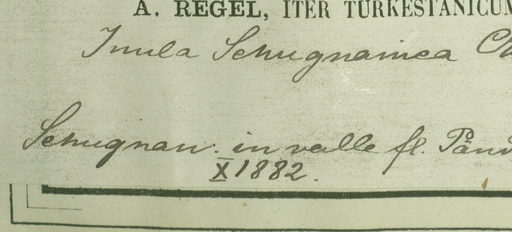 A. REGEL, ITER TURKESTANICUM
Inula Schugnanica
Schugnan. in valle fl.
X 1882.